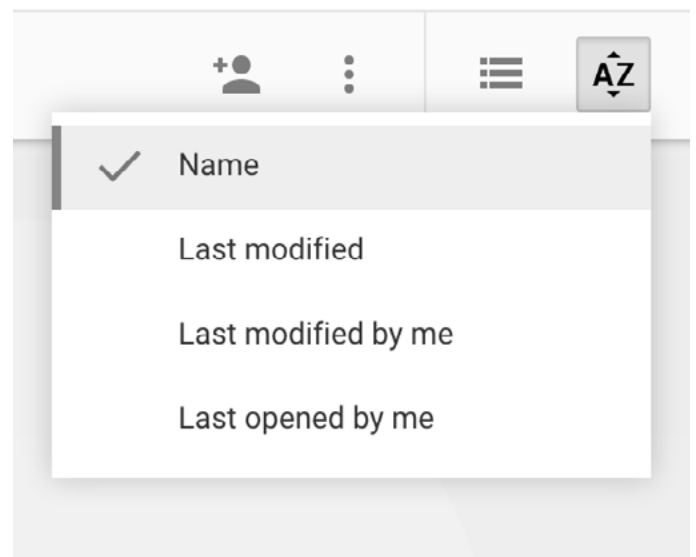 AZ
Name
Last modified
Last modified by me
Last opened by me